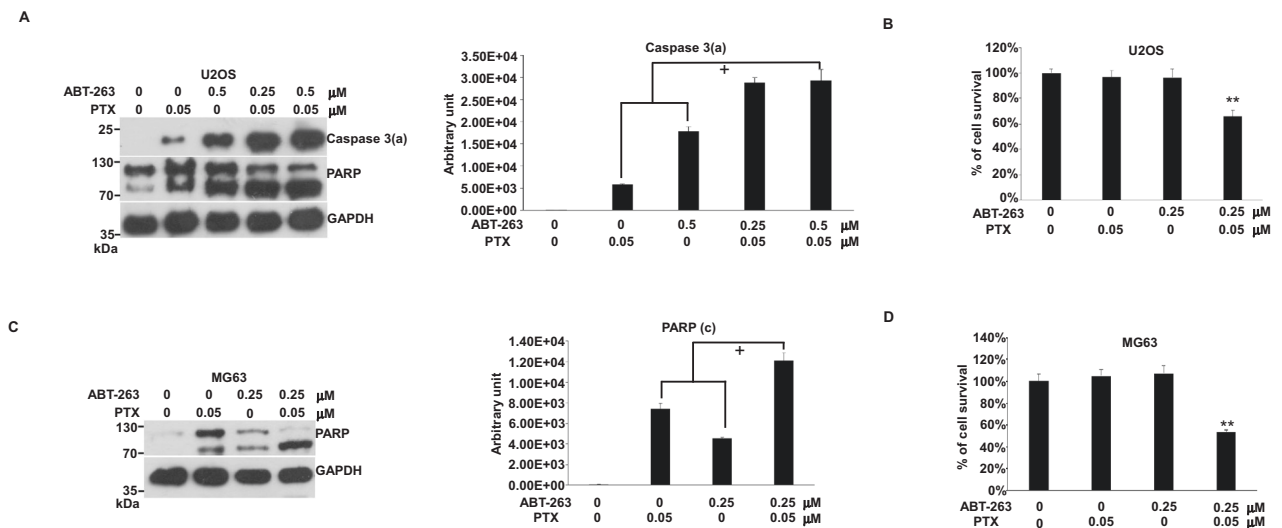 A
U2OS
ABT-263 0 0 0.5 0.25 0.5 µM
PTX 0 0.05 0 0.05 0.05 µM
25
Caspase 3(a)
130
PARP
70
GAPDH
35
kDa
Caspase 3(a)
Arbitrary unit
3.50E+04
3.00E+04
2.50E+04
2.00E+04
1.50E+04
1.00E+04
5.00E+03
0.00E+00
+
ABT-263 0 0 0.5 0.25 0.5 µM
PTX 0 0.05 0 0.05 0.05 µM
B
U2OS
% of cell survival
120%
100%
80%
60%
40%
20%
0%
**
ABT-263 0 0 0.25 0.25 µM
PTX 0 0.05 0 0.05 µM
C
MG63
ABT-263 0 0 0.25 0.25 µM
PTX 0 0.05 0 0.05 µM
130
PARP
70
GAPDH
35
kDa
PARP (c)
Arbitrary unit
1.40E+04
1.20E+04
1.00E+04
8.00E+03
6.00E+03
4.00E+03
2.00E+03
0.00E+00
+
ABT-263 0 0 0.25 0.25 µM
PTX 0 0.05 0 0.05 µM
D
MG63
% of cell survival
140%
120%
100%
80%
60%
40%
20%
0%
**
ABT-263 0 0 0.25 0.25 µM
PTX 0 0.05 0 0.05 µM